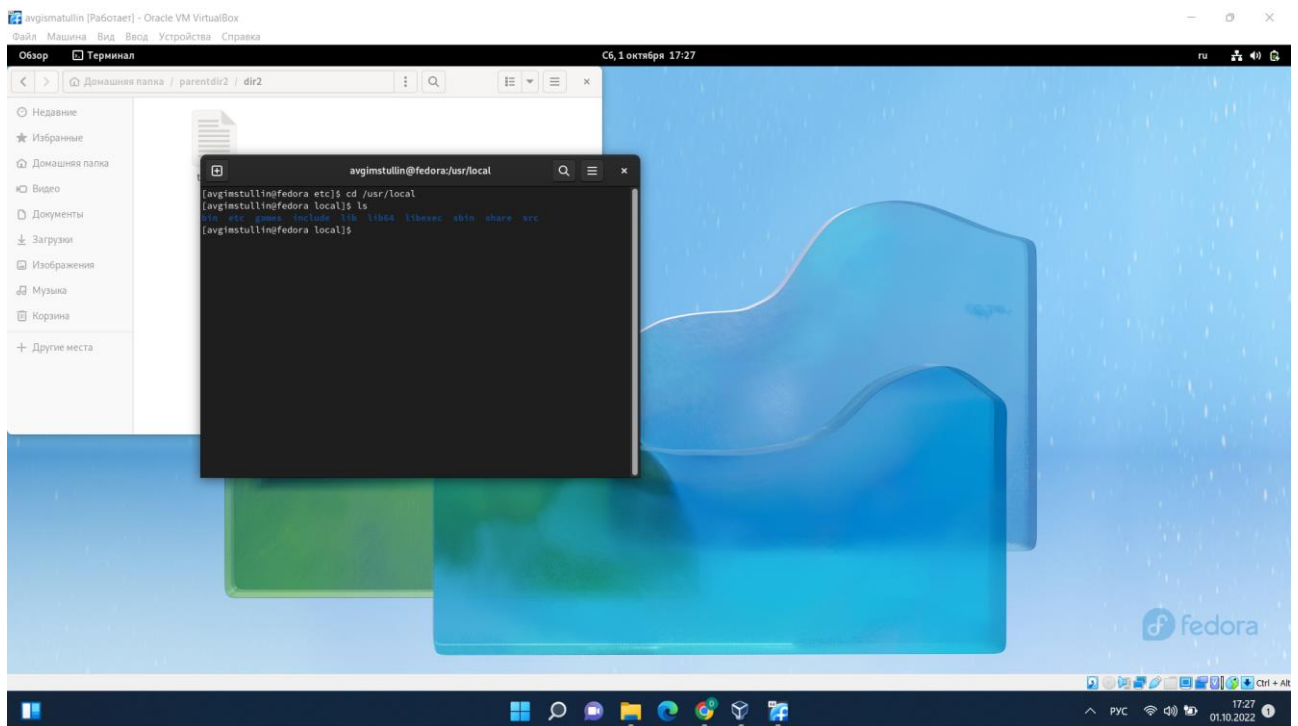 avgismatullin [Работает] - Oracle VM VirtualBox
Файл Машина Вид Ввод Устройства Справка
Обзор Терминал Сб, 1 октября 17:27 ru
Домашняя папка / parentdir2 / dir2
Недавние
Избранные
Домашняя папка
Видео
Документы
Загрузки
Изображения
Музыка
Корзина
Другие места
avgimstullin@fedora:/usr/local
[avgimstullin@fedora etc]$ cd /usr/local
[avgimstullin@fedora local]$ ls
bin etc games include lib lib64 libexec sbin share src
[avgimstullin@fedora local]$
fedora
Ctrl + Alt
РУС 17:27
01.10.2022 1